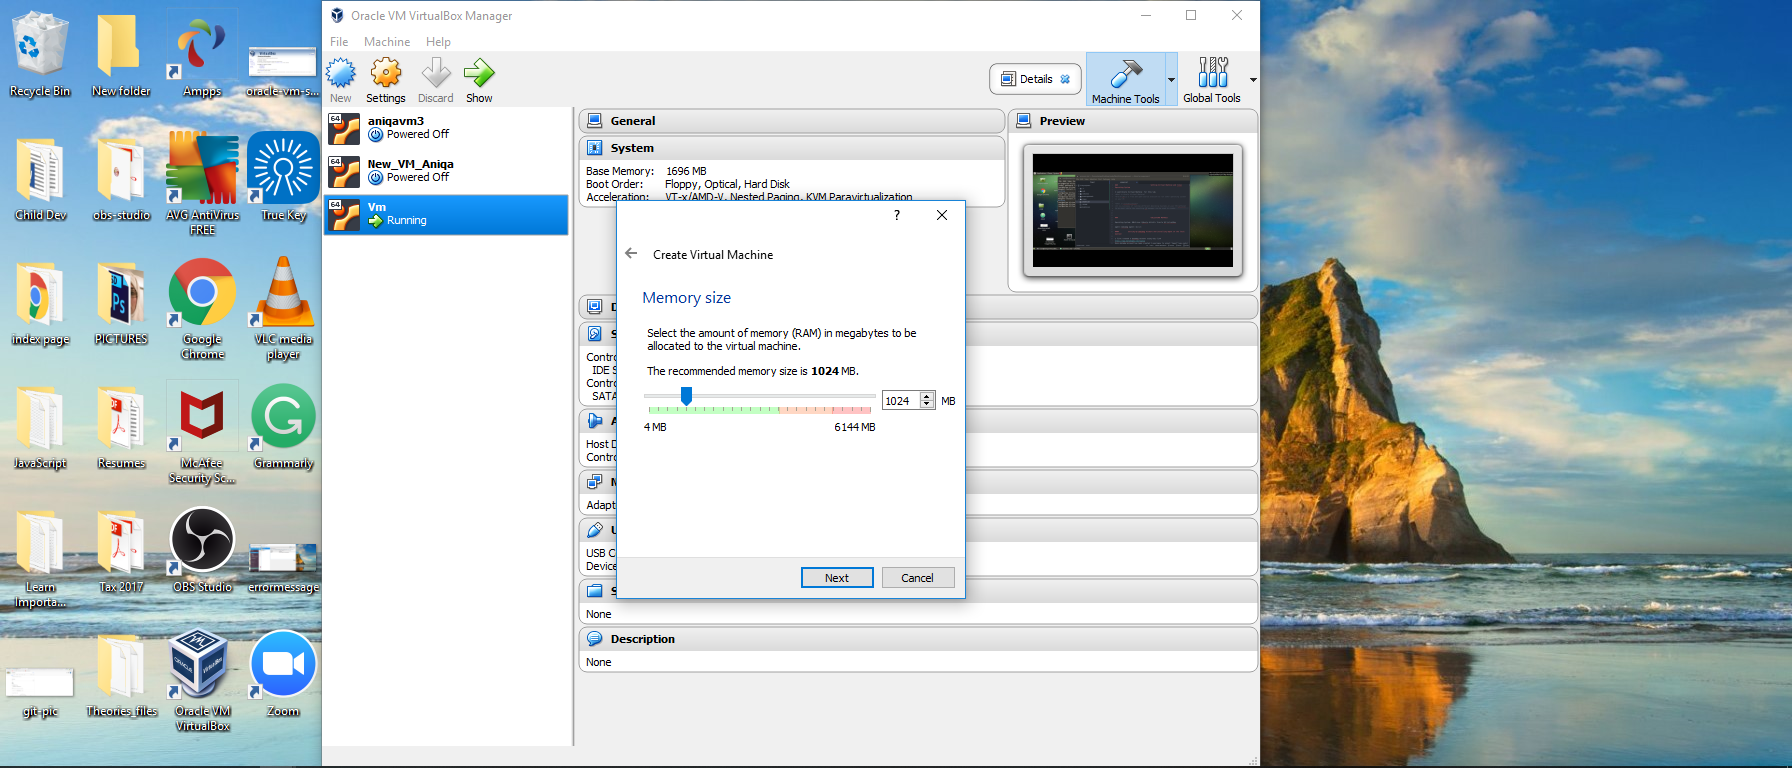 Recycle Bin
New folder
Ampps
oracle-vm-s...
Child Dev
obs-studio
AVG AntiVirus
FREE
True Key
index page
PICTURES
Google
Chrome
VLC media
player
JavaScript
Resumes
McAfee
Security Sc...
Grammarly
Learn
Importa...
Tax 2017
OBS Studio
errormessage
git-pic
Theories_files
Oracle VM
VirtualBox
Zoom
Oracle VM VirtualBox Manager
File Machine Help
New
Settings
Discard
Show
Details
Machine Tools
Global Tools
64
aniqavm3
Powered Off
64
New_VM_Aniqa
Powered Off
64
Vm
Running
General
System
Base Memory: 1696 MB
Boot Order: Floppy, Optical, Hard Disk
Acceleration: VT-x/AMD-V, Nested Paging, KVM Paravirtualization
Preview
D
S
Contro
IDE S
Contro
SATA
A
Host D
Contro
N
Adapt
U
USB C
Device
S
None
Description
None
?
Create Virtual Machine
Memory size
Select the amount of memory (RAM) in megabytes to be
allocated to the virtual machine.
The recommended memory size is 1024 MB.
1024 MB
4 MB
6144 MB
Next
Cancel